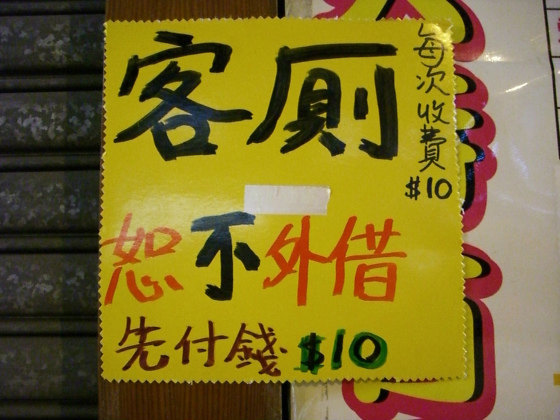 客厠
每次收費
$10
恕不外借
先付錢 $10